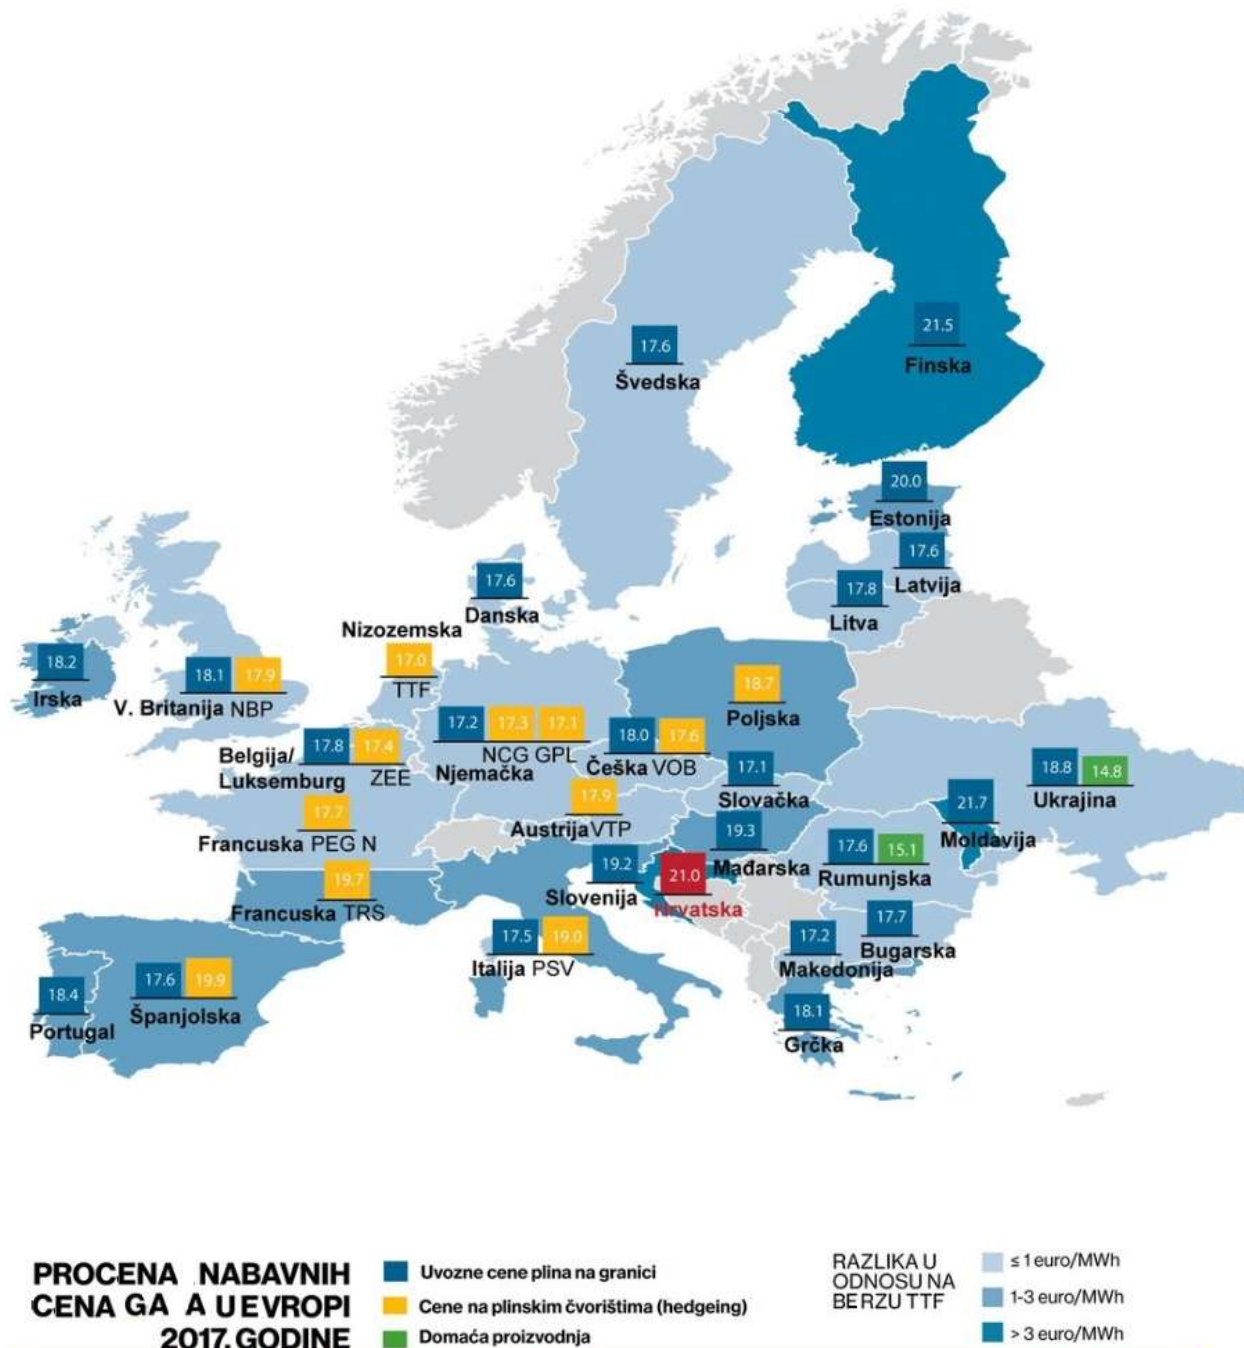 21.5
Finska
17.6
Švedska
20.0
Estonija
17.6
Latvija
17.8
Litva
17.6
Danska
Nizozemska
17.0
TTF
18.2
Irska
18.1 17.9
V. Britanija NBP
17.2 17.3 17.1
NCG GPL
Njemačka
18.7
Poljska
18.0 17.6
Češka VOB
17.8 17.4
Belgija/
Luksemburg
ZEE
17.1
Slovačka
18.8 14.8
Ukrajina
17.7
Francuska PEG N
17.9
Austrija VTP
19.3
Mađarska
21.7
Moldavija
17.6 15.1
Rumunjska
19.2
Slovenija
21.0
Hrvatska
19.7
Francuska TRS
17.5 19.0
Italija PSV
17.7
Bugarska
17.2
Makedonija
17.6 19.9
Španjolska
18.4
Portugal
18.1
Grčka
PROCENA NABAVNIH
CENA GA A U EVROPI
2017. GODINE
Uvozne cene plina na granici
Cene na plinskim čvorištima (hedgeing)
Domaća proizvodnja
RAZLIKA U
ODNOSU NA
BERZU TTF
≤ 1 euro/MWh
1-3 euro/MWh
> 3 euro/MWh